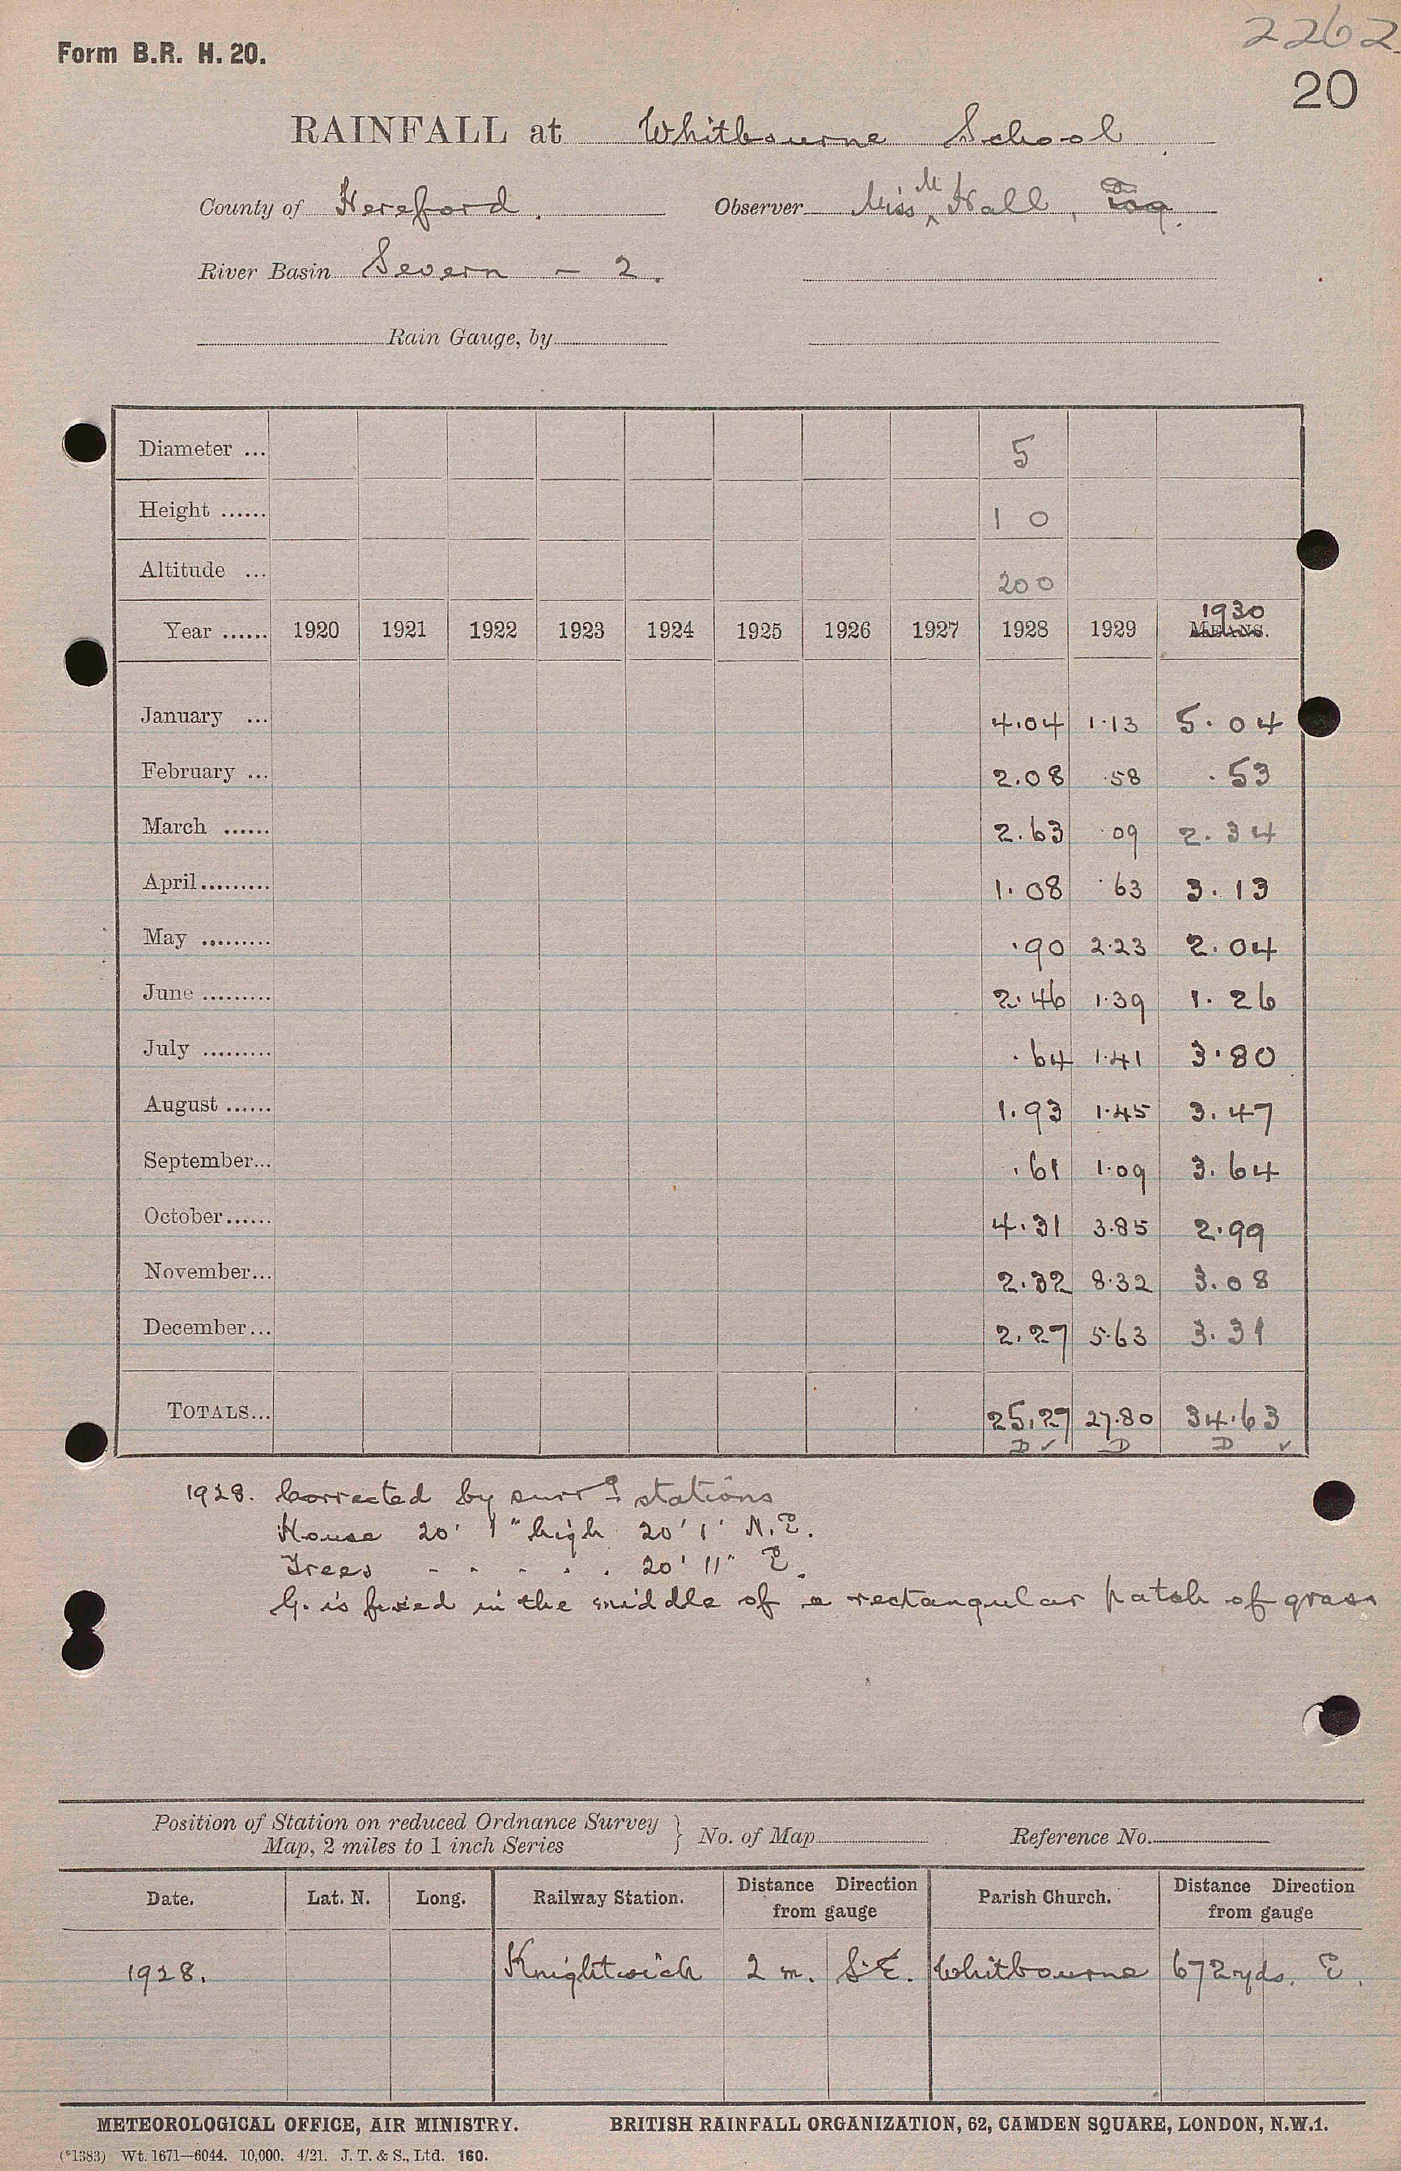 2262
Form B.R. H. 20.
20
RAINFALL at Whitbourne School
County of Hereford. Observer Miss M Hall, Esq.
River Basin Severn - 2.
Rain Gauge, by
Diameter ... 5
Height ...... 1 0
Altitude ... 200
1930
Year ...... 1920 1921 1922 1923 1924 1925 1926 1927 1928 1929 MEANS.
January ... 4.04 1.13 5.04
February ... 2.08 .58 .53
March ...... 2.63 .09 2.34
April......... 1.08 .63 3.13
May ......... .90 2.23 2.04
June ......... 2.46 1.39 1.26
July ......... .64 1.41 3.80
August ...... 1.93 1.45 3.47
September... .61 1.09 3.64
October...... 4.31 3.85 2.99
November... 2.32 8.32 3.08
December... 2.27 5.63 3.31
TOTALS... 25.27 27.80 34.63
D ✓ D D ✓
1928. Corrected by surrg stations
House 20' 1" high 20' 1' N.E.
Trees - - - . . 20' 11" E.
G. is fixed in the middle of a rectangular patch of grass
Position of Station on reduced Ordnance Survey
Map, 2 miles to 1 inch Series } No. of Map Reference No.
Date. Lat. N. Long. Railway Station. Distance Direction from gauge Parish Church. Distance Direction from gauge
1928. Knightwick 2 m. S.E. Whitbourne 672 yds. E.
METEOROLOGICAL OFFICE, AIR MINISTRY. BRITISH RAINFALL ORGANIZATION, 62, CAMDEN SQUARE, LONDON, N.W.1.
(*1383) Wt. 1671—6044. 10,000. 4/21. J. T. & S., Ltd. 160.